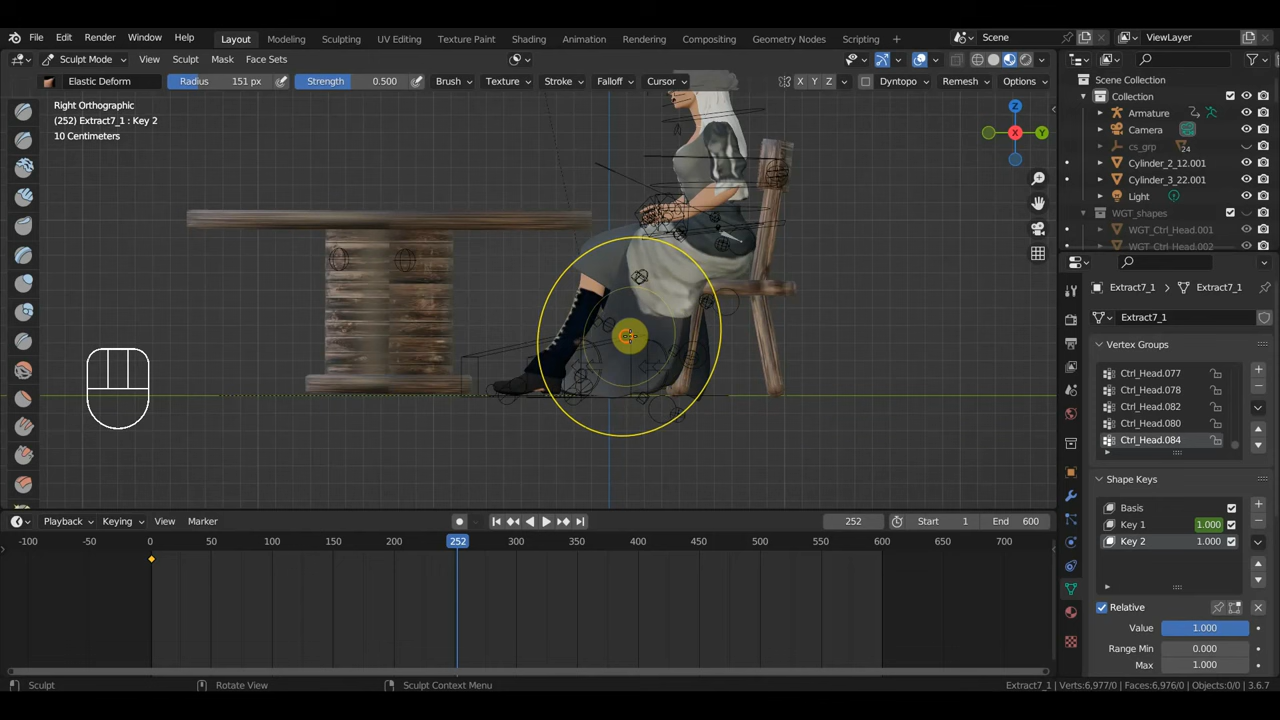 File Edit Render Window Help Layout Modeling Sculpting UV Editing Texture Paint Shading Animation Rendering Compositing Geometry Nodes Scripting Scene ViewLayer
Sculpt Mode View Sculpt Mask Face Sets
Elastic Deform Radius 151 px Strength 0.500 Brush Texture Stroke Falloff Cursor X Y Z Dyntopo Remesh Options
Right Orthographic
(252) Extract7_1 : Key 2
10 Centimeters
Z
X
Y
Scene Collection
Collection
Armature
Camera
cs_grp 24
Cylinder_2_12.001
Cylinder_3_22.001
Light
WGT_shapes
WGT_Ctrl_Head.001
WGT_Ctrl_Head.002
Extract7_1 Extract7_1
Extract7_1
Vertex Groups
Ctrl_Head.077
Ctrl_Head.078
Ctrl_Head.082
Ctrl_Head.080
Ctrl_Head.084
Shape Keys
Basis
Key 1 1.000
Key 2 1.000
Relative
Value 1.000
Range Min 0.000
Max 1.000
Playback Keying View Marker 252 Start 1 End 600
-100 -50 0 50 100 150 200 252 300 350 400 450 500 550 600 650 700
Sculpt Rotate View Sculpt Context Menu Extract7_1 | Verts:6,977/0 | Faces:6,976/0 | Objects:0/0 | 3.6.7